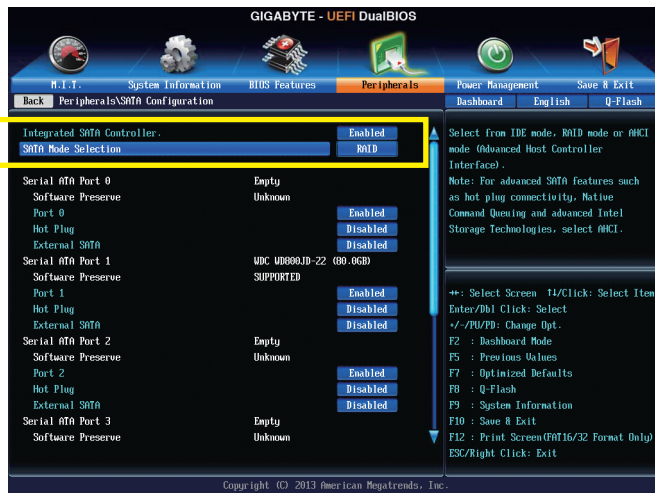 GIGABYTE - UEFI DualBIOS
M.I.T.
System Information
BIOS Features
Peripherals
Power Management
Save & Exit
Back Peripherals\SATA Configuration
Dashboard English Q-Flash
Integrated SATA Controller. Enabled
SATA Mode Selection RAID
Serial ATA Port 0 Empty
Software Preserve Unknown
Port 0 Enabled
Hot Plug Disabled
External SATA Disabled
Serial ATA Port 1 WDC WD800JD-22 (80.0GB)
Software Preserve SUPPORTED
Port 1 Enabled
Hot Plug Disabled
External SATA Disabled
Serial ATA Port 2 Empty
Software Preserve Unknown
Port 2 Enabled
Hot Plug Disabled
External SATA Disabled
Serial ATA Port 3 Empty
Software Preserve Unknown
Select from IDE mode, RAID mode or AHCI
mode (Advanced Host Controller
Interface).
Note: For advanced SATA features such
as hot plug connectivity, Native
Command Queuing and advanced Intel
Storage Technologies, select AHCI.
↔: Select Screen ↑↓/Click: Select Item
Enter/Dbl Click: Select
+/-/PU/PD: Change Opt.
F2 : Dashboard Mode
F5 : Previous Values
F7 : Optimized Defaults
F8 : Q-Flash
F9 : System Information
F10 : Save & Exit
F12 : Print Screen(FAT16/32 Format Only)
ESC/Right Click: Exit
Copyright (C) 2013 American Megatrends, Inc.